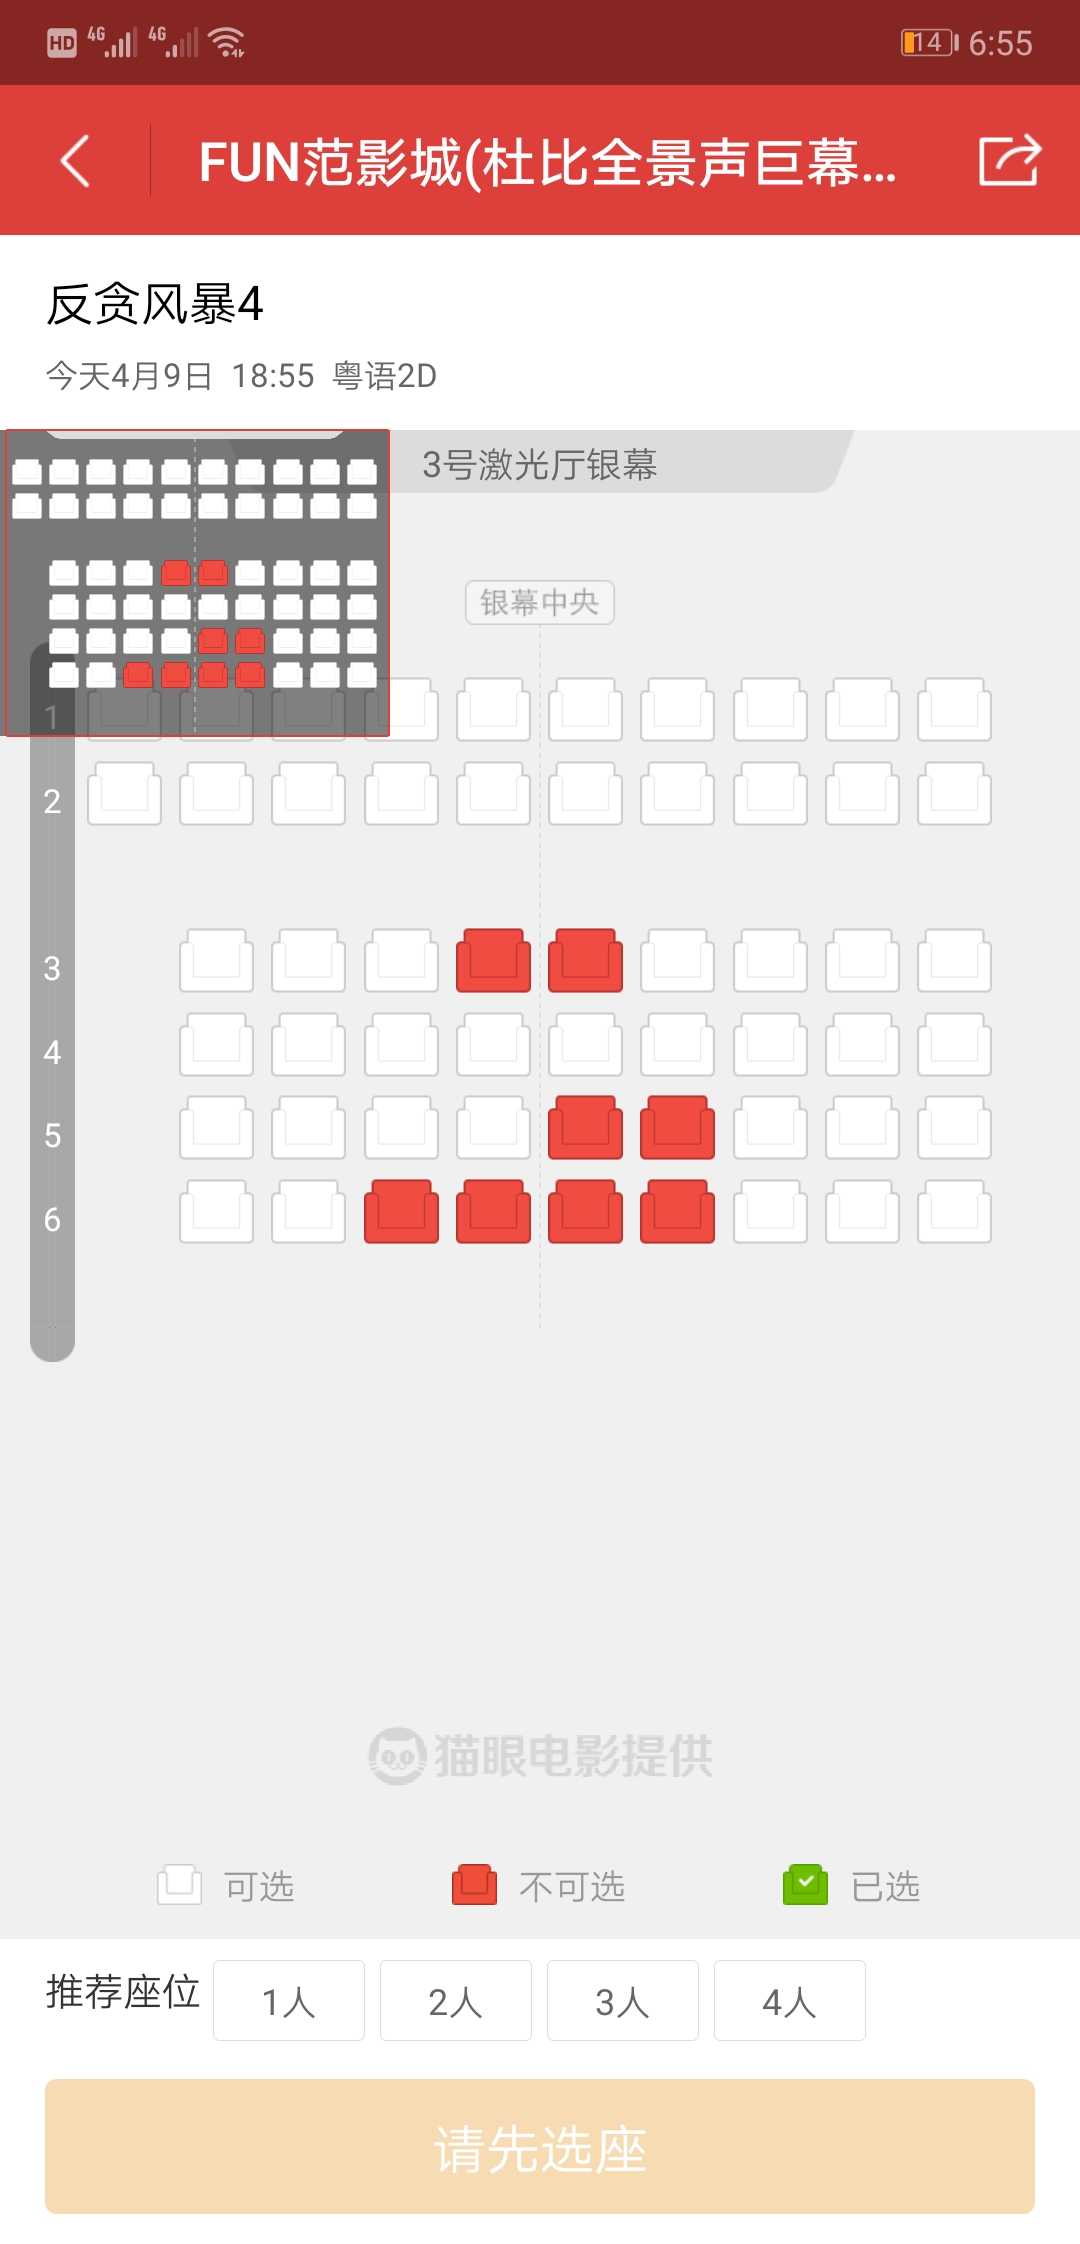 HD 4G 4G 14 6:55
FUN范影城(杜比全景声巨幕...
反贪风暴4
今天4月9日 18:55 粤语2D
3号激光厅银幕
银幕中央
1
2
3
4
5
6
猫眼电影提供
可选 不可选 已选
推荐座位 1人 2人 3人 4人
请先选座